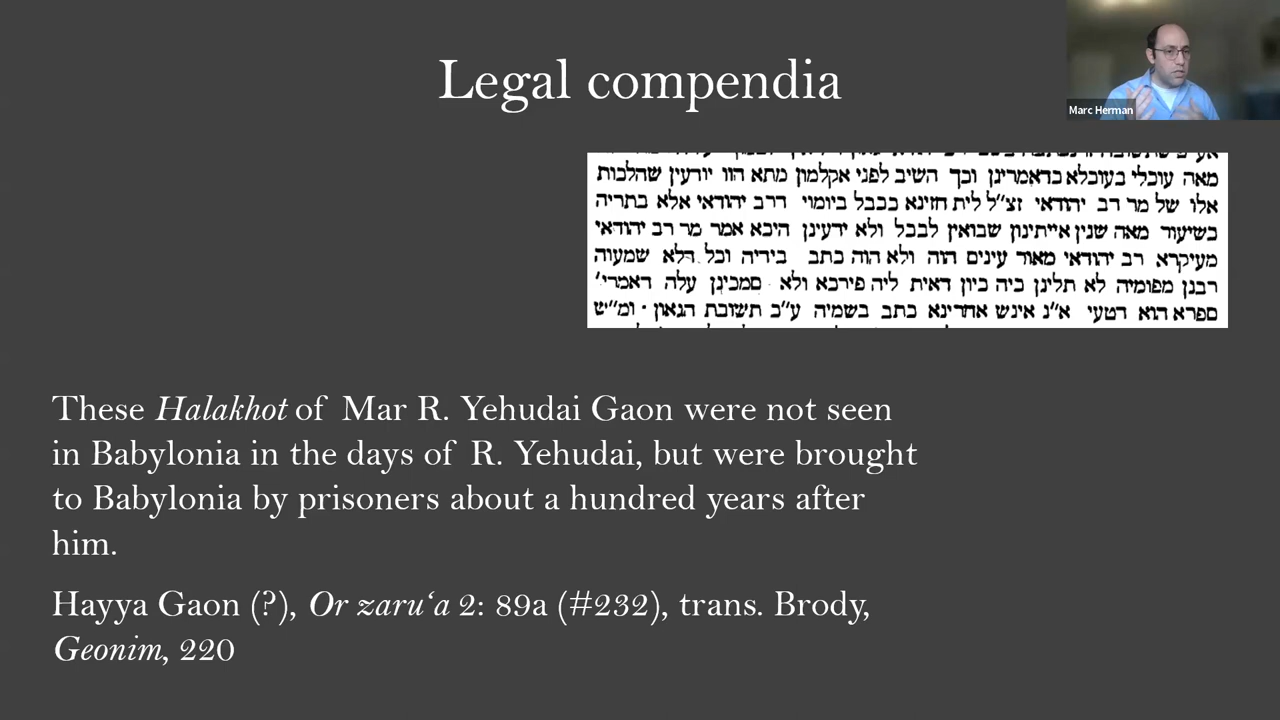 Legal compendia
Marc Herman
מאה עוכלי בעוכלא כדאמרינן וכך השיב לפני אקלמון מתא הוו יודעין שהלכות
אלו של מר רב יהודאי זצ״ל לית חזינא בבבל ביומוי דרב יהודאי אלא בתריה
בשיעור מאה שנין אייתינון שבואין לבבל ולא ידעינן היכא אמר מר רב יהודאי
מעיקרא רב יהודאי מאור עינים הוה ולא הוה כתב בידיה וכל דלא שמעוה
רבנן מפומיה לא תלינן ביה כיון דאית ליה פירכא ולא סמכינן עלה דאמרי׳
ספרא הוא דטעי א״נ אינש אחרינא כתב בשמיה ע״כ תשובת הגאון · ומ״ש
These Halakhot of Mar R. Yehudai Gaon were not seen
in Babylonia in the days of R. Yehudai, but were brought
to Babylonia by prisoners about a hundred years after
him.
Hayya Gaon (?), Or zaru‘a 2: 89a (#232), trans. Brody,
Geonim, 220